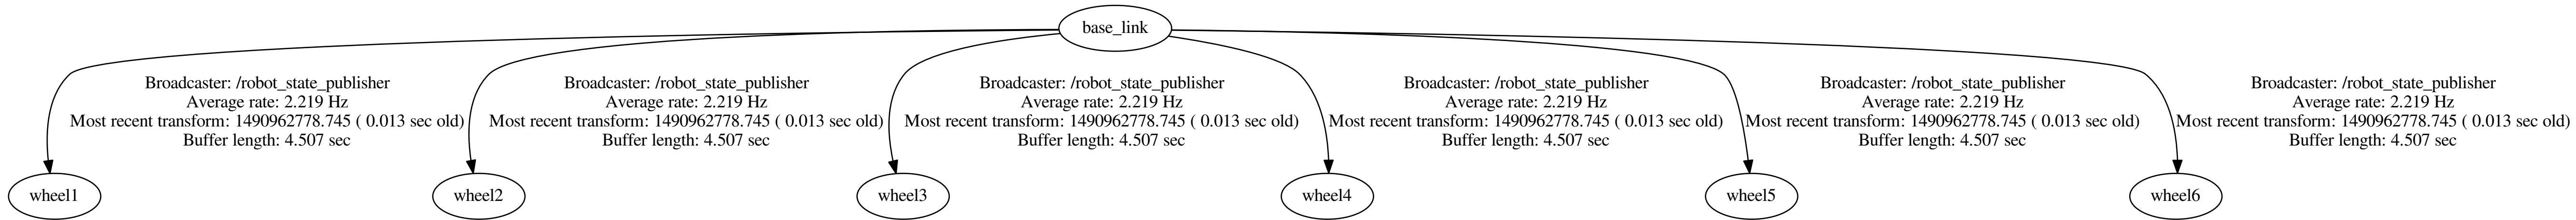 base_link
Broadcaster: /robot_state_publisher
Average rate: 2.219 Hz
Most recent transform: 1490962778.745 ( 0.013 sec old)
Buffer length: 4.507 sec
Broadcaster: /robot_state_publisher
Average rate: 2.219 Hz
Most recent transform: 1490962778.745 ( 0.013 sec old)
Buffer length: 4.507 sec
Broadcaster: /robot_state_publisher
Average rate: 2.219 Hz
Most recent transform: 1490962778.745 ( 0.013 sec old)
Buffer length: 4.507 sec
Broadcaster: /robot_state_publisher
Average rate: 2.219 Hz
Most recent transform: 1490962778.745 ( 0.013 sec old)
Buffer length: 4.507 sec
Broadcaster: /robot_state_publisher
Average rate: 2.219 Hz
Most recent transform: 1490962778.745 ( 0.013 sec old)
Buffer length: 4.507 sec
Broadcaster: /robot_state_publisher
Average rate: 2.219 Hz
Most recent transform: 1490962778.745 ( 0.013 sec old)
Buffer length: 4.507 sec
wheel1
wheel2
wheel3
wheel4
wheel5
wheel6